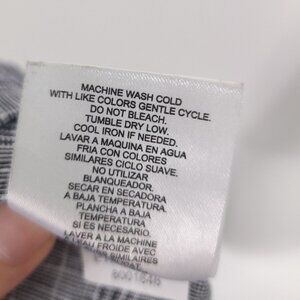 MACHINE WASH COLD
WITH LIKE COLORS GENTLE CYCLE.
DO NOT BLEACH.
TUMBLE DRY LOW.
COOL IRON IF NEEDED.
LAVAR A MAQUINA EN AGUA
FRIA CON COLORES
SIMILARES CICLO SUAVE.
NO UTILIZAR
BLANQUEADOR.
SECAR EN SECADORA
A BAJA TEMPERATURA.
PLANCHA A BAJA
TEMPERATURA
SI ES NECESARIO.
LAVER A LA MACHINE
EAU FROIDE AVEC